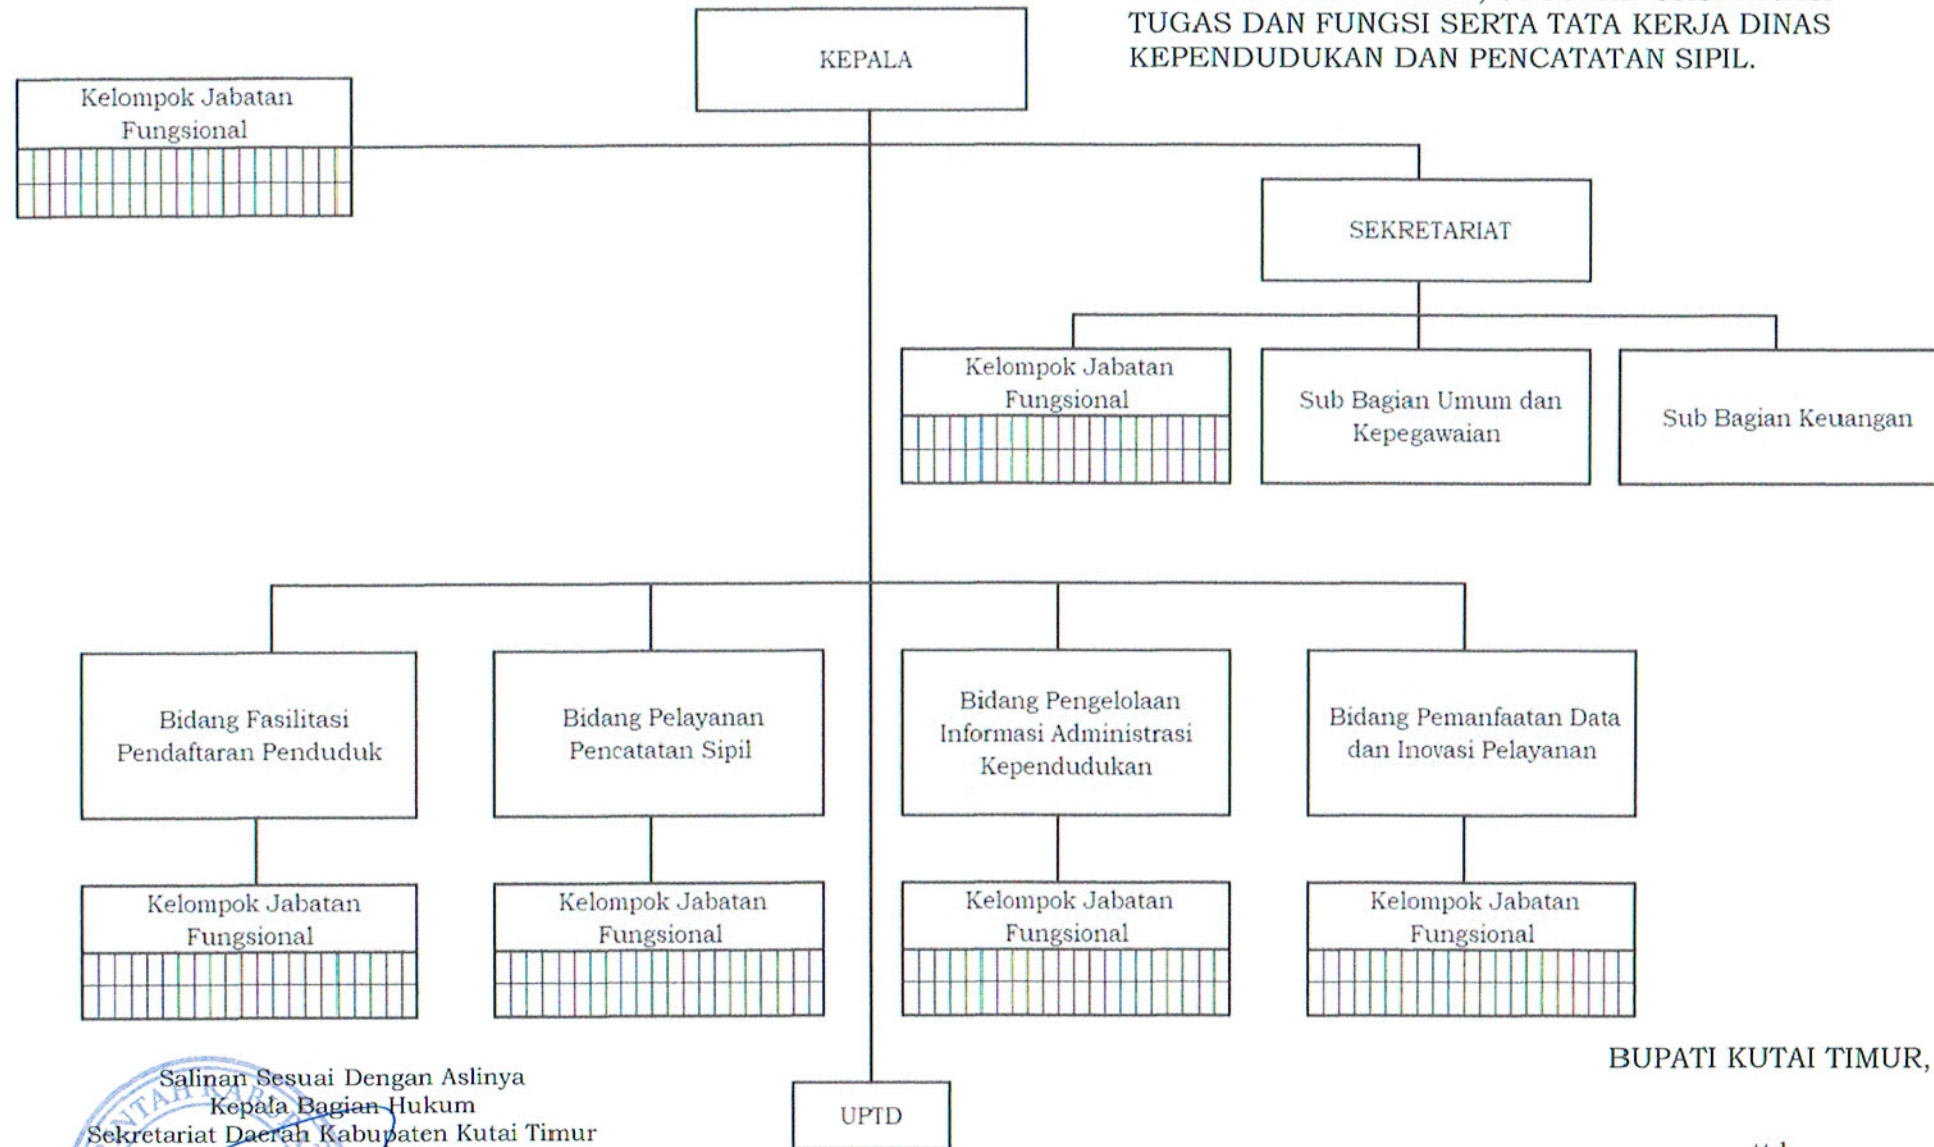 TUGAS DAN FUNGSI SERTA TATA KERJA DINAS
KEPENDUDUKAN DAN PENCATATAN SIPIL.
KEPALA
Kelompok Jabatan
Fungsional
SEKRETARIAT
Kelompok Jabatan
Fungsional
Sub Bagian Umum dan
Kepegawaian
Sub Bagian Keuangan
Bidang Fasilitasi
Pendaftaran Penduduk
Bidang Pelayanan
Pencatatan Sipil
Bidang Pengelolaan
Informasi Administrasi
Kependudukan
Bidang Pemanfaatan Data
dan Inovasi Pelayanan
Kelompok Jabatan
Fungsional
Kelompok Jabatan
Fungsional
Kelompok Jabatan
Fungsional
Kelompok Jabatan
Fungsional
BUPATI KUTAI TIMUR,
Salinan Sesuai Dengan Aslinya
Kepala Bagian Hukum
Sekretariat Daerah Kabupaten Kutai Timur
UPTD